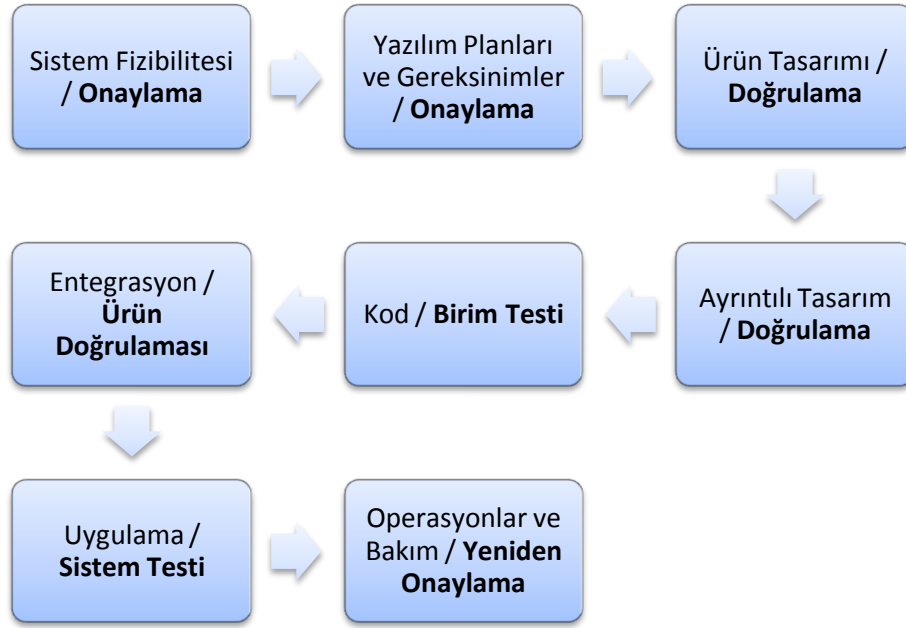 Sistem Fizibilitesi
/ Onaylama
Yazılım Planları
ve Gereksinimler
/ Onaylama
Ürün Tasarımı /
Doğrulama
Ayrıntılı Tasarım
/ Doğrulama
Kod / Birim Testi
Entegrasyon /
Ürün
Doğrulaması
Uygulama /
Sistem Testi
Operasyonlar ve
Bakım / Yeniden
Onaylama